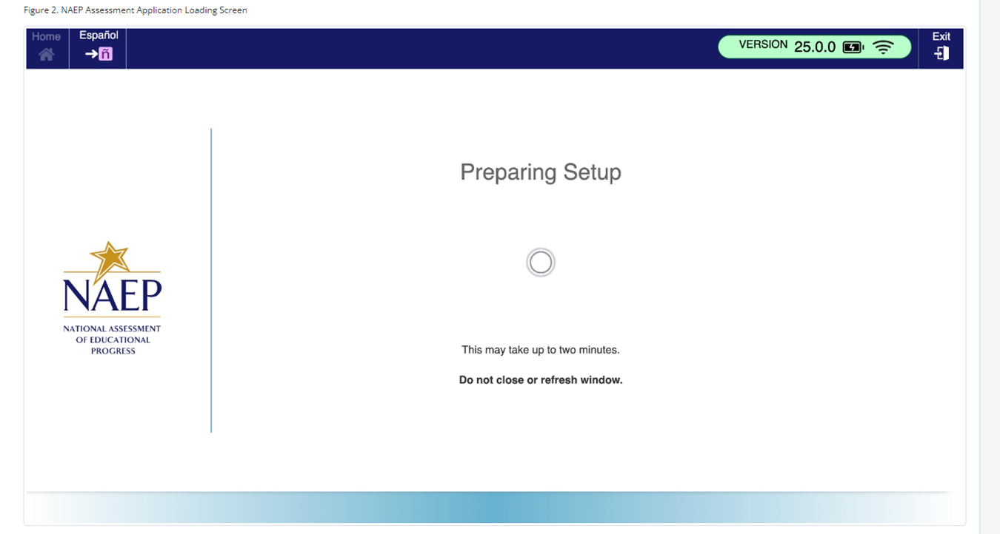 Figure 2. NAEP Assessment Application Loading Screen
Home
Español
ñ
VERSION 25.0.0
Exit
Preparing Setup
NAEP
NATIONAL ASSESSMENT
OF EDUCATIONAL
PROGRESS
This may take up to two minutes.
Do not close or refresh window.